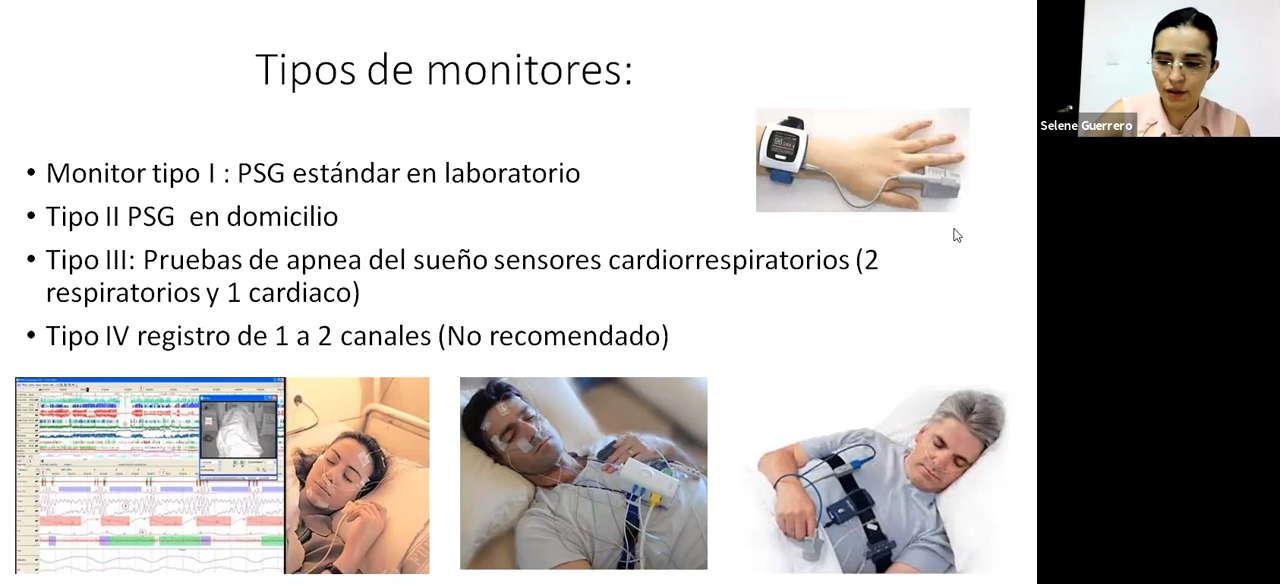 Tipos de monitores:
Selene Guerrero
• Monitor tipo I : PSG estándar en laboratorio
• Tipo II PSG en domicilio
• Tipo III: Pruebas de apnea del sueño sensores cardiorrespiratorios (2
respiratorios y 1 cardiaco)
• Tipo IV registro de 1 a 2 canales (No recomendado)